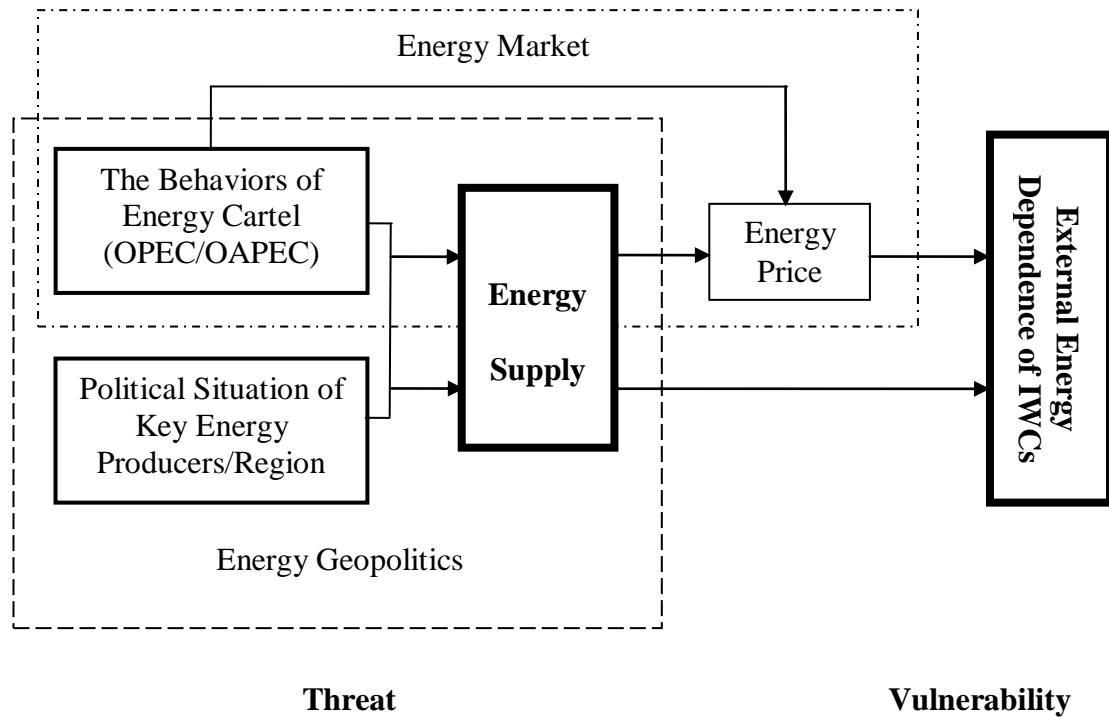 Energy Market
The Behaviors of
Energy Cartel
(OPEC/OAPEC)
Energy
Supply
Energy
Price
External Energy
Dependence of IWCs
Political Situation of
Key Energy
Producers/Region
Energy Geopolitics
Threat
Vulnerability